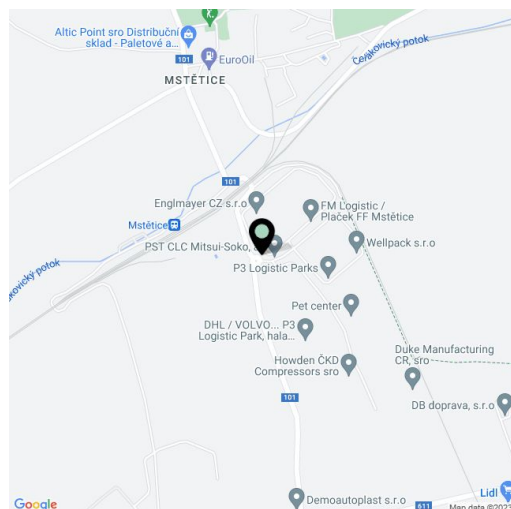 Altic Point sro Distribuční
sklad - Paletové a...
101
EuroOil
MSTĚTICE
Čelákovický potok
101
Englmayer CZ s.r.o
FM Logistic /
Plaček FF Mstětice
Mstětice
PST CLC Mitsui-Soko, s
Wellpack s.r.o
P3 Logistic Parks
potok
Pet center
DHL / VOLVO... P3
Logistic Park, hala...
Howden ČKD
Compressors sro
Duke Manufacturing
CR, sro
101
DB doprava, s.r.o
Lidl
Demoautoplast s.r.o
611
Google
Map data ©2023